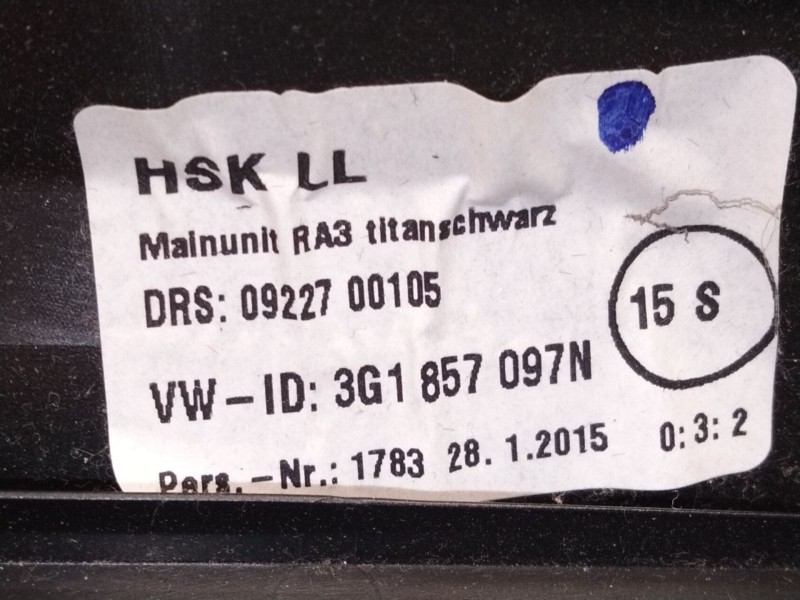 HSK LL
Mainunit RA3 titanschwarz
DRS: 09227 00105
15 S
VW-ID: 3G1 857 097N
Pers.-Nr.: 1783 28. 1.2015 0: 3: 2